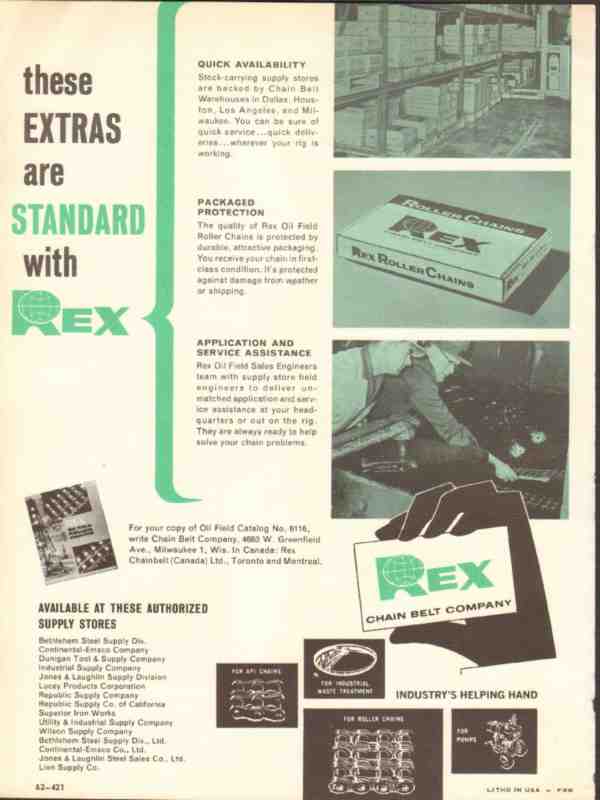 these
EXTRAS
are
STANDARD
with
REX
QUICK AVAILABILITY
Stock-carrying supply stores
are backed by Chain Belt
Warehouses in Dallas, Hous-
ton, Los Angeles, and Mil-
waukee. You can be sure of
quick service...quick deliv-
eries...wherever your rig is
working.
PACKAGED
PROTECTION
The quality of Rex Oil Field
Roller Chains is protected by
durable, attractive packaging.
You receive your chain in first-
class condition. It's protected
against damage from weather
or shipping.
ROLLER CHAINS
REX
REX ROLLER CHAINS
APPLICATION AND
SERVICE ASSISTANCE
Rex Oil Field Sales Engineers
team with supply store field
engineers to deliver un-
matched application and serv-
ice assistance at your head-
quarters or out on the rig.
They are always ready to help
solve your chain problems.
For your copy of Oil Field Catalog No. 6116,
write Chain Belt Company, 4663 W. Greenfield
Ave., Milwaukee 1, Wis. In Canada: Rex
Chainbelt (Canada) Ltd., Toronto and Montreal.
REX
CHAIN BELT COMPANY
AVAILABLE AT THESE AUTHORIZED
SUPPLY STORES
Bethlehem Steel Supply Div.
Continental-Emsco Company
Dunigan Tool & Supply Company
Industrial Supply Company
Jones & Laughlin Supply Division
Lucey Products Corporation
Republic Supply Company
Republic Supply Co. of California
Superior Iron Works
Utility & Industrial Supply Company
Wilson Supply Company
Bethlehem Steel Supply Div., Ltd.
Continental-Emsco Co., Ltd.
Jones & Laughlin Steel Sales Co., Ltd.
Lion Supply Co.
FOR API CHAINS
FOR INDUSTRIAL
WASTE TREATMENT
INDUSTRY'S HELPING HAND
FOR ROLLER CHAINS
FOR
PUMPS
62-421
LITHO IN USA